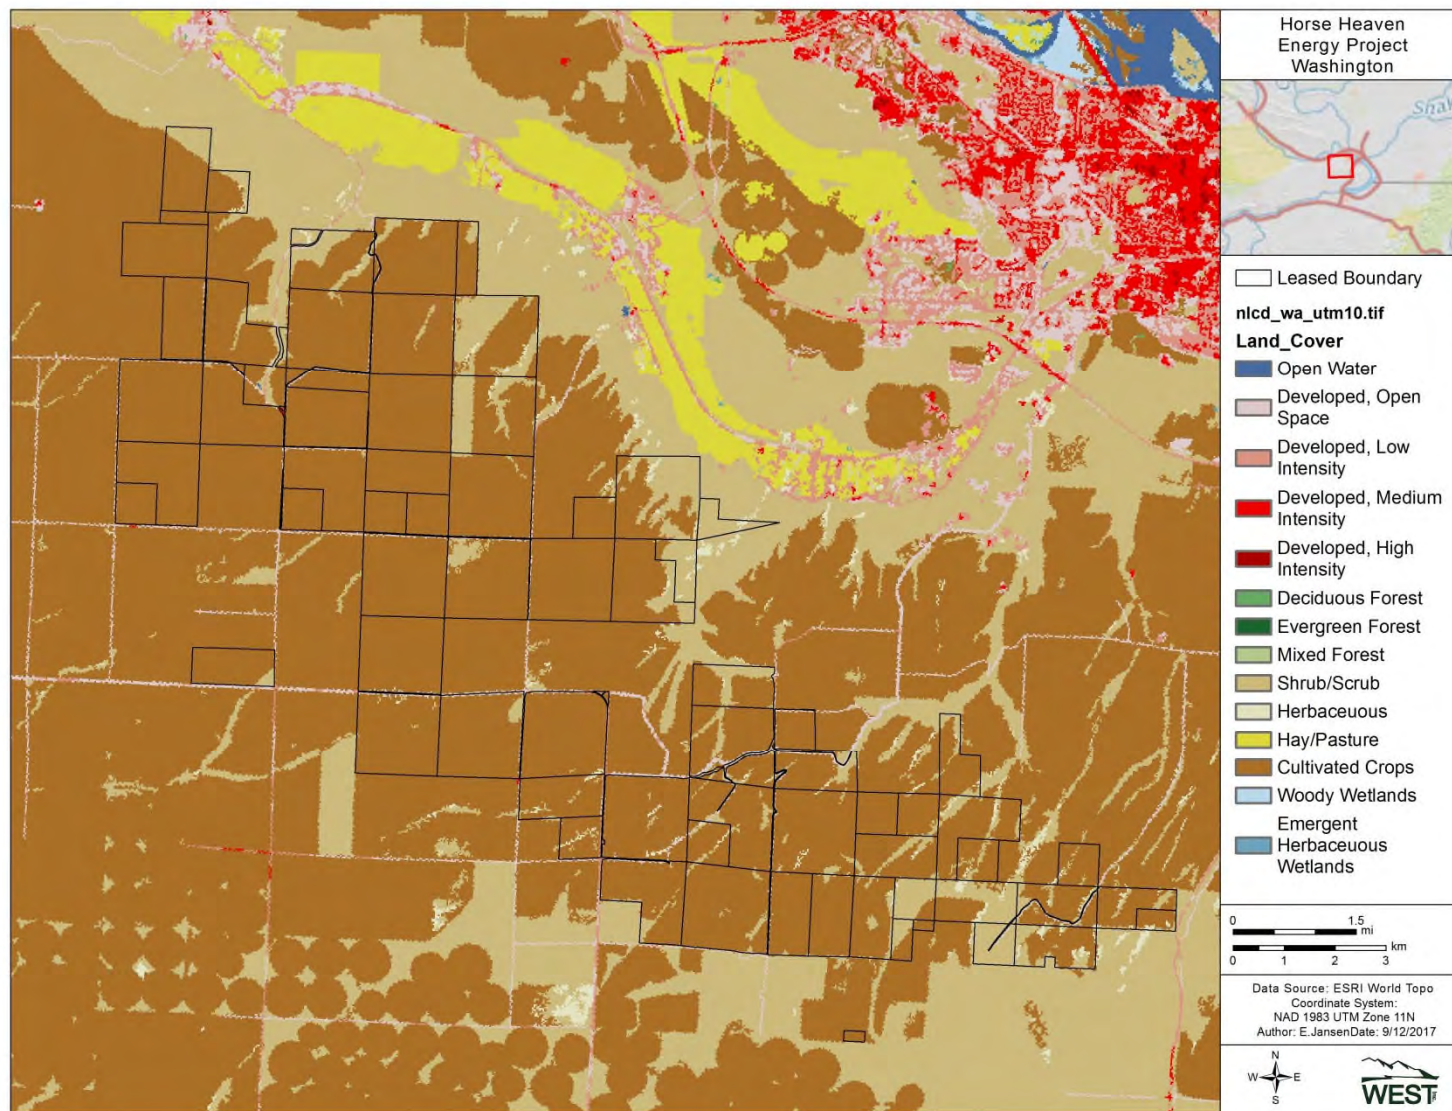 Horse Heaven
Energy Project
Washington
Leased Boundary
nlcd_wa_utm10.tif
Land_Cover
Open Water
Developed, Open
Space
Developed, Low
Intensity
Developed, Medium
Intensity
Developed, High
Intensity
Deciduous Forest
Evergreen Forest
Mixed Forest
Shrub/Scrub
Herbaceuous
Hay/Pasture
Cultivated Crops
Woody Wetlands
Emergent
Herbaceuous
Wetlands
0 1.5
mi
km
0 1 2 3
Data Source: ESRI World Topo
Coordinate System:
NAD 1983 UTM Zone 11N
Author: E.JansenDate: 9/12/2017
N
W E
S
WEST